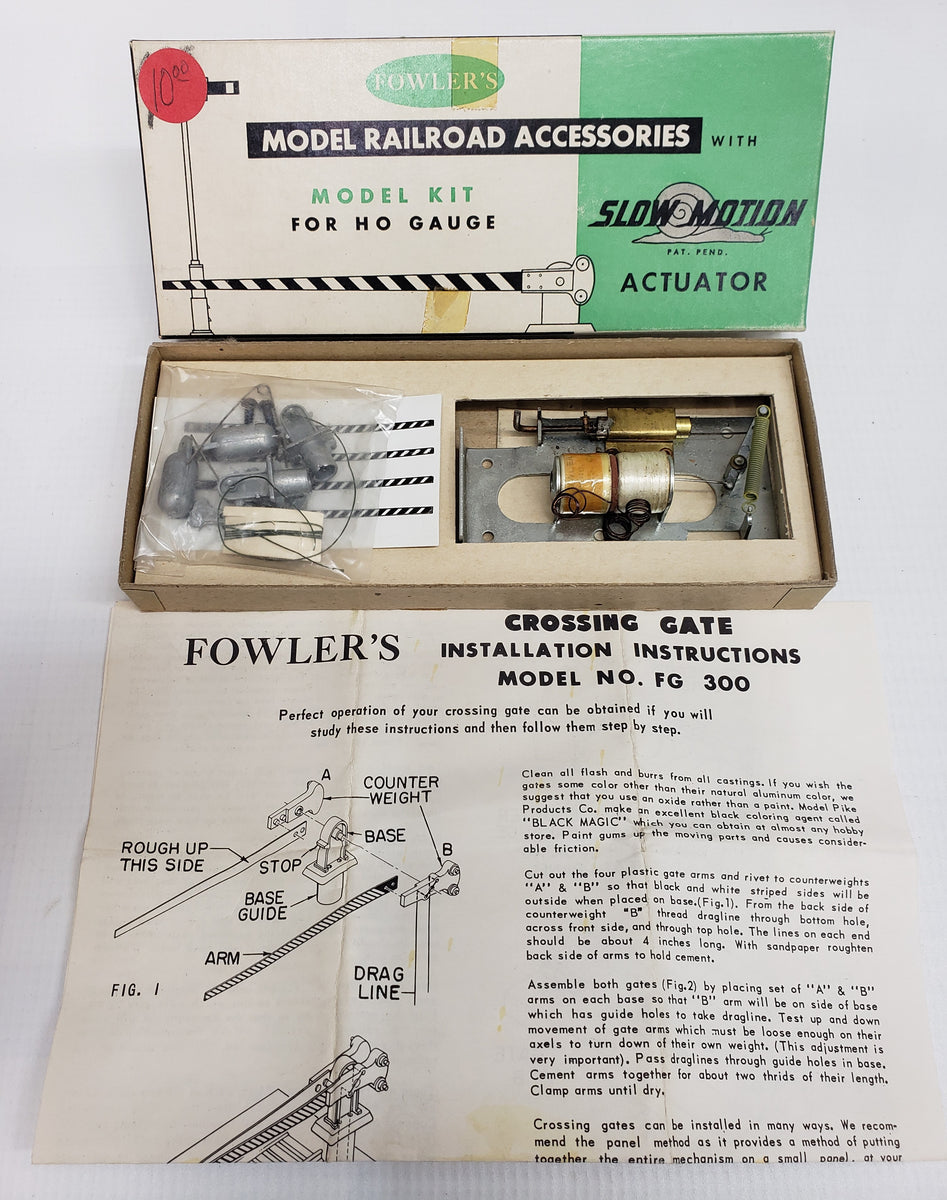 10⁰⁰
FOWLER'S
MODEL RAILROAD ACCESSORIES WITH
MODEL KIT
FOR HO GAUGE
SLOW MOTION
PAT. PEND.
ACTUATOR
FOWLER'S
CROSSING GATE
INSTALLATION INSTRUCTIONS
MODEL NO. FG 300
Perfect operation of your crossing gate can be obtained if you will
study these instructions and then follow them step by step.
A
COUNTER
WEIGHT
BASE
B
ROUGH UP
THIS SIDE
STOP
BASE
GUIDE
ARM
DRAG
LINE
FIG. 1
Clean all flash and burrs from all castings. If you wish the
gates some color other than their natural aluminum color, we
suggest that you use an oxide rather than a paint. Model Pike
Products Co. make an excellent black coloring agent called
"BLACK MAGIC" which you can obtain at almost any hobby
store. Paint gums up the moving parts and causes consider-
able friction.
Cut out the four plastic gate arms and rivet to counterweights
"A" & "B" so that black and white striped sides will be
outside when placed on base.(Fig.1). From the back side of
counterweight "B" thread dragline through bottom hole,
across front side, and through top hole. The lines on each end
should be about 4 inches long. With sandpaper roughten
back side of arms to hold cement.
Assemble both gates (Fig.2) by placing set of "A" & "B"
arms on each base so that "B" arm will be on side of base
which has guide holes to take dragline. Test up and down
movement of gate arms which must be loose enough on their
axels to turn down of their own weight. (This adjustment is
very important). Pass draglines through guide holes in base.
Cement arms together for about two thrids of their length.
Clamp arms until dry.
Crossing gates can be installed in many ways. We recom-
mend the panel method as it provides a method of putting
together the entire mechanism on a small panel, at your